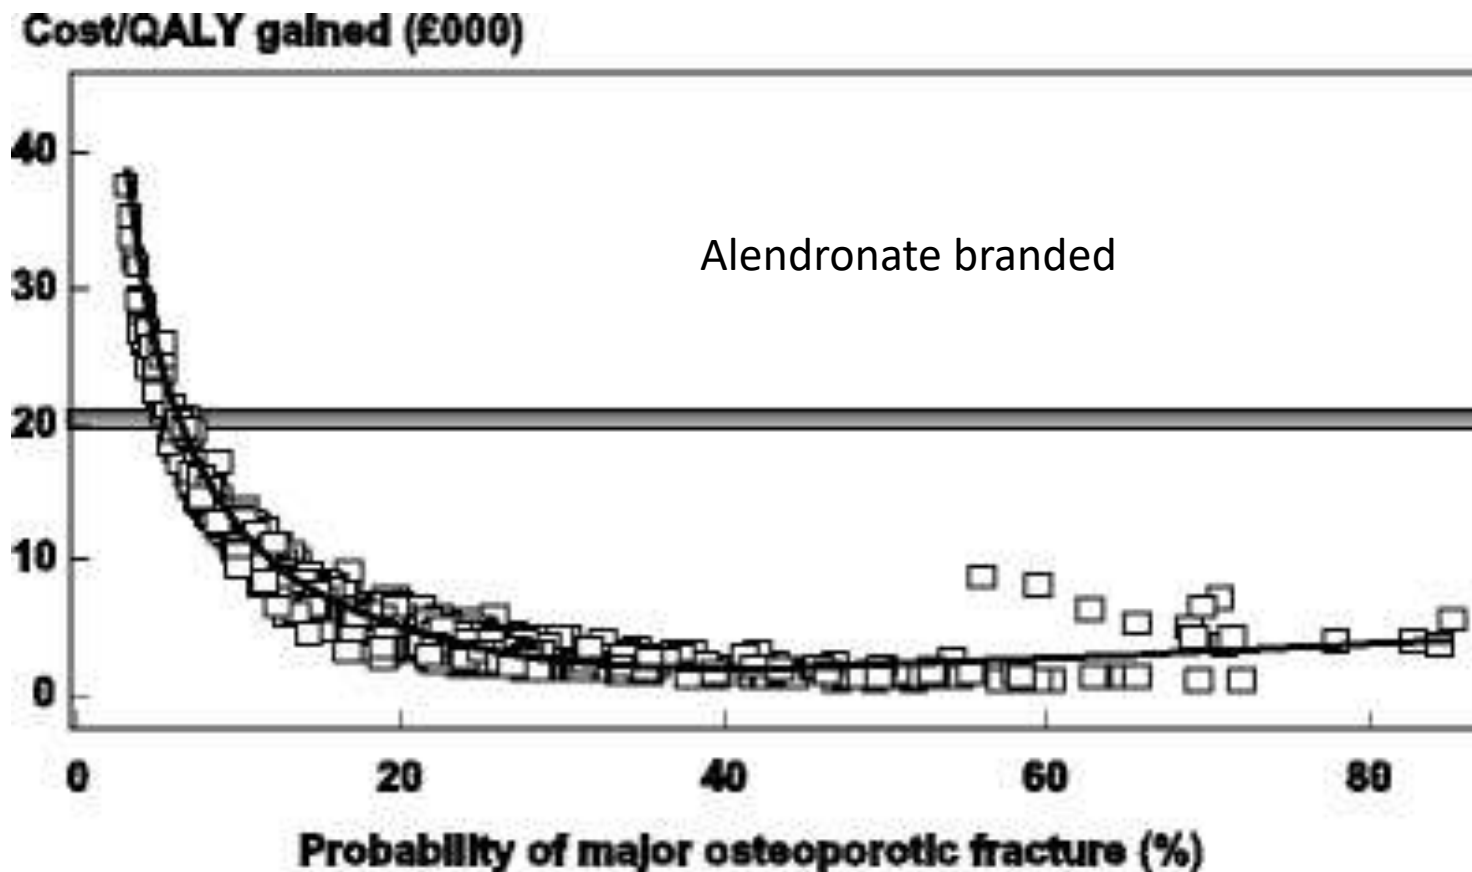 Cost/QALY gained (£000)
40
Alendronate branded
30
20
10
0
0 20 40 60 80
Probability of major osteoporotic fracture (%)